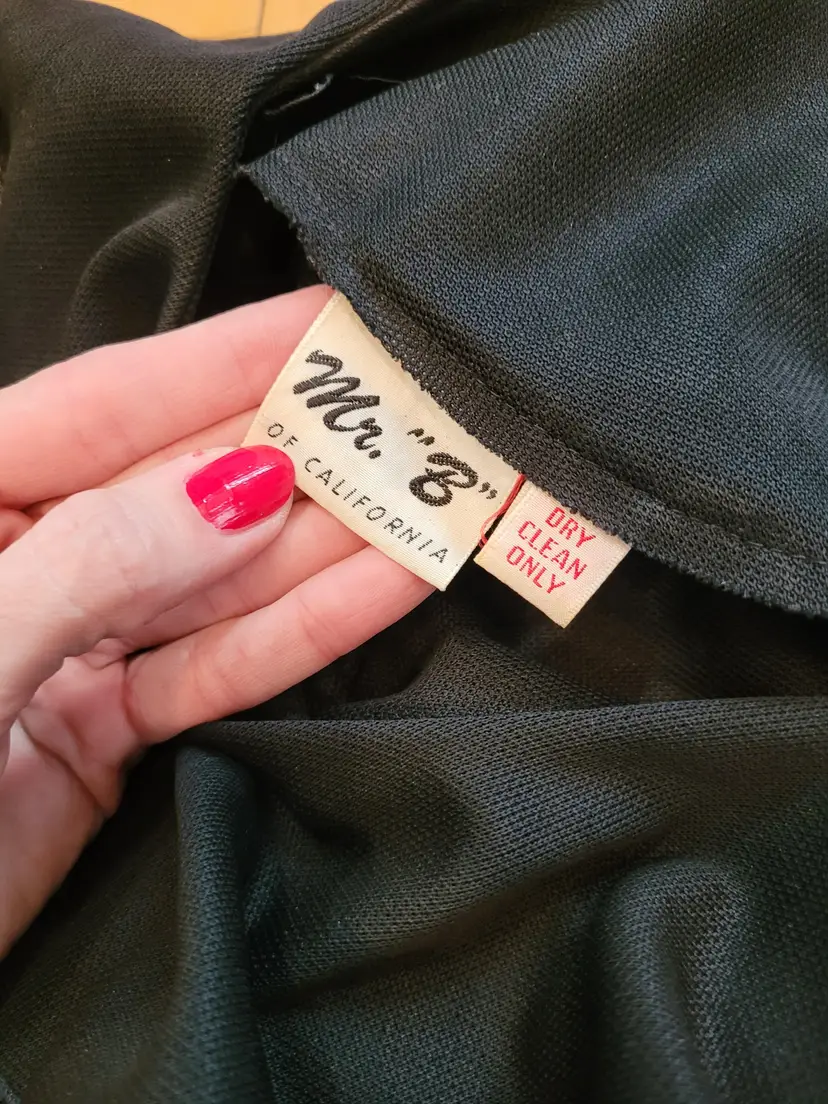 Mr. "B"
OF CALIFORNIA
DRY
CLEAN
ONLY